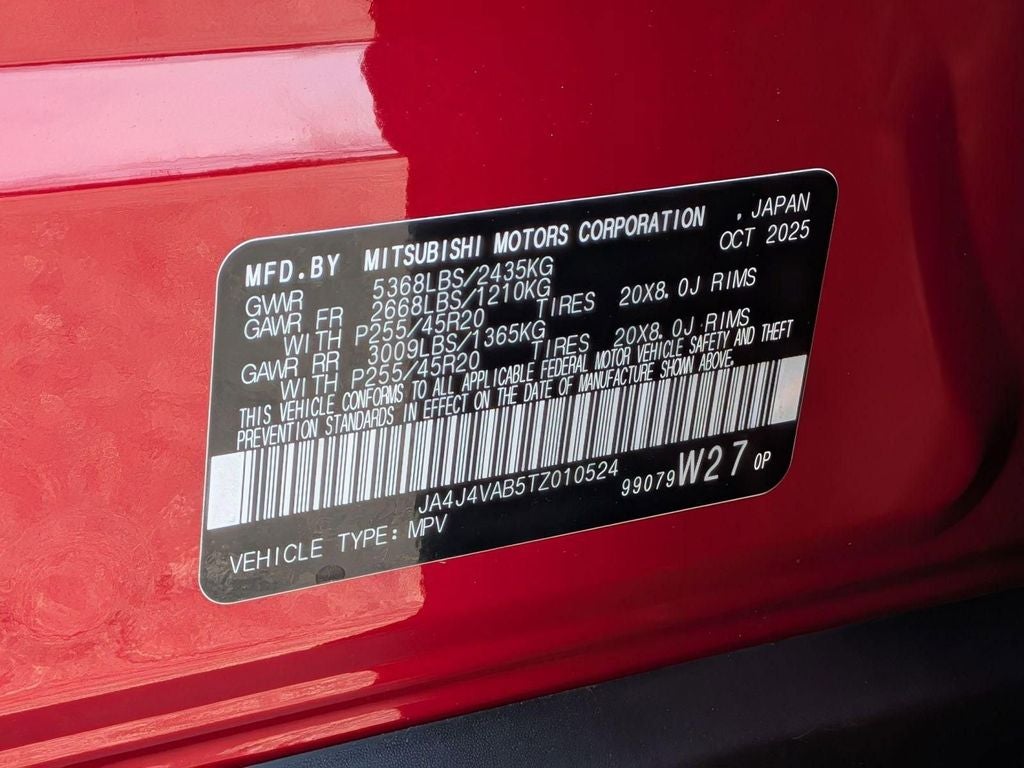 MFD.BY MITSUBISHI MOTORS CORPORATION , JAPAN
OCT 2025
GVWR 5368LBS/2435KG
GAWR FR 2668LBS/1210KG
WITH P255/45R20 TIRES 20X8.0J RIMS
GAWR RR 3009LBS/1365KG
WITH P255/45R20 TIRES 20X8.0J RIMS
THIS VEHICLE CONFORMS TO ALL APPLICABLE FEDERAL MOTOR VEHICLE SAFETY AND THEFT
PREVENTION STANDARDS IN EFFECT ON THE DATE OF MANUFACTURE SHOWN ABOVE.
JA4J4VAB5TZ010524
99079 W27 0P
VEHICLE TYPE: MPV